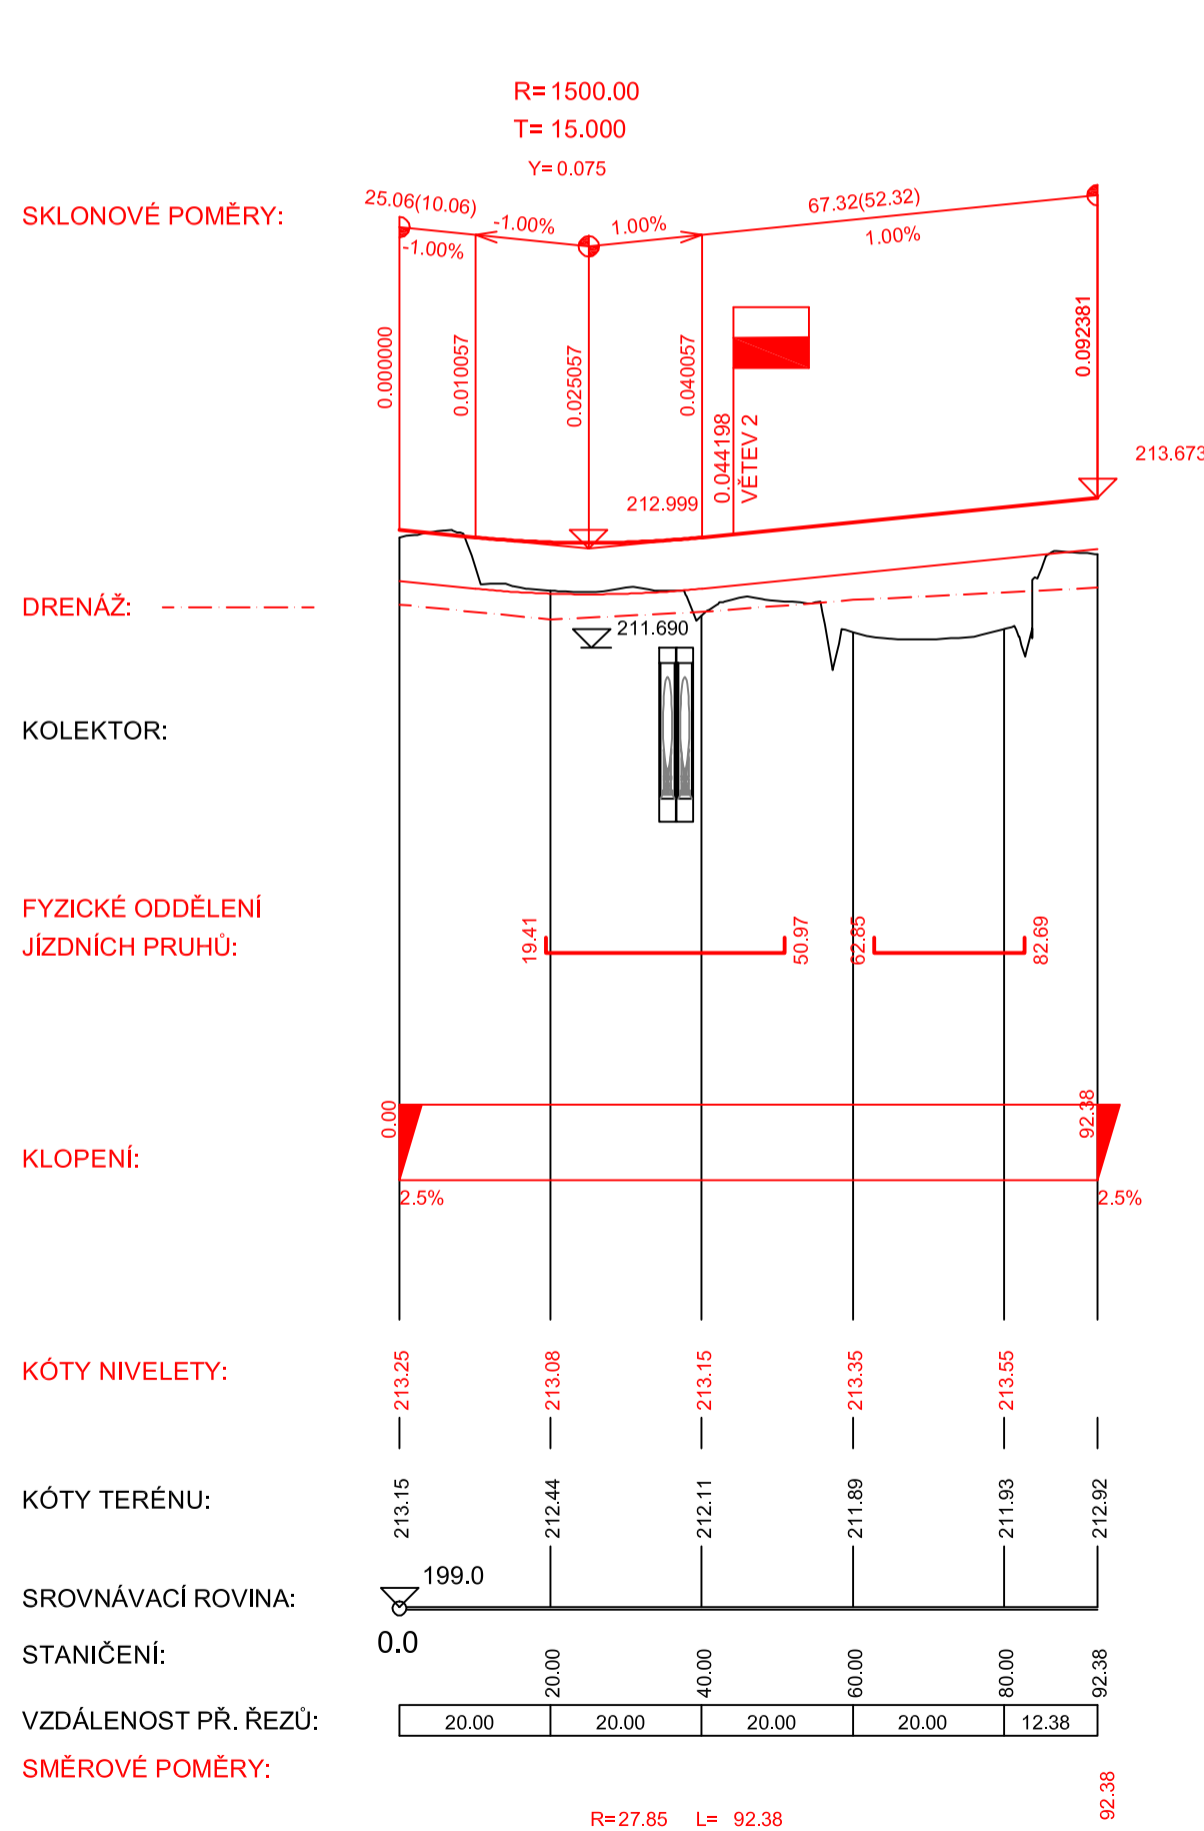 R= 1500.00
T= 15.000
Y= 0.075
SKLONOVÉ POMĚRY:
25.06(10.06)
-1.00%
-1.00%
1.00%
67.32(52.32)
1.00%
0.000000
0.010057
0.025057
0.040057
0.044198
VĚTEV 2
0.092381
212.999
213.673
DRENÁŽ:
211.690
KOLEKTOR:
FYZICKÉ ODDĚLENÍ
JÍZDNÍCH PRUHŮ:
19.41
50.97
62.85
82.69
KLOPENÍ:
0.00
2.5%
92.38
2.5%
KÓTY NIVELETY:
213.25
213.08
213.15
213.35
213.55
KÓTY TERÉNU:
213.15
212.44
212.11
211.89
211.93
212.92
SROVNÁVACÍ ROVINA:
199.0
STANIČENÍ:
0.0
20.00
40.00
60.00
80.00
92.38
VZDÁLENOST PŘ. ŘEZŮ:
20.00
20.00
20.00
20.00
12.38
SMĚROVÉ POMĚRY:
R=27.85 L= 92.38
92.38